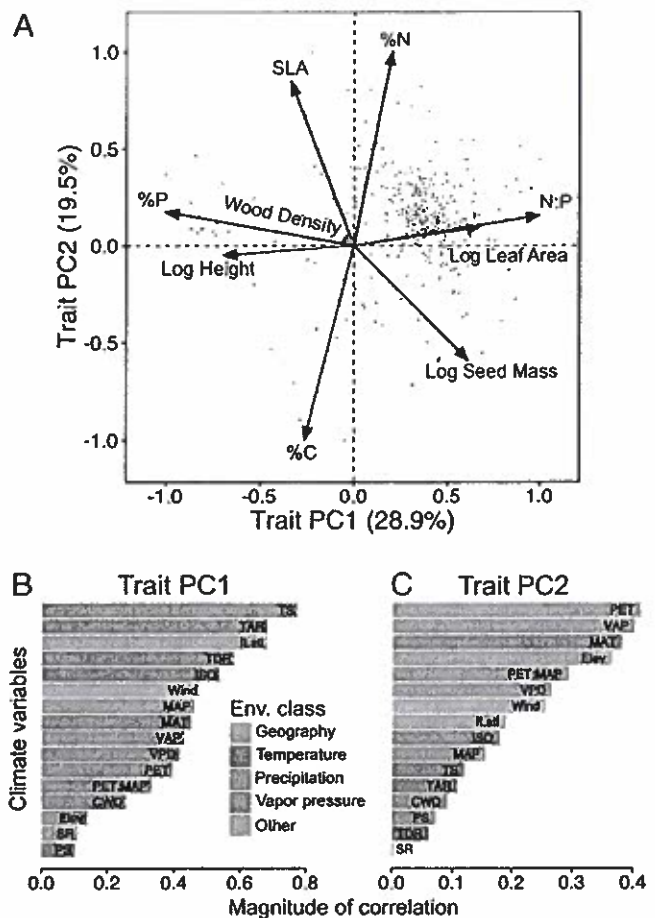 A
Trait PC2 (19.5%)
1.0
0.5
0.0
-0.5
-1.0
%N
SLA
%P
Wood Density
N:P
Log Height
Log Leaf Area
Log Seed Mass
%C
-1.0 -0.5 0.0 0.5 1.0
Trait PC1 (28.9%)
B Trait PC1
Climate variables
TS
TAR
|Lat|
TDR
ISO
Wind
MAP
MAT
VAP
VPD
PET
PET:MAP
CWD
Elev
SR
PS
0.0 0.2 0.4 0.6 0.8
Env. class
Geography
Temperature
Precipitation
Vapor pressure
Other
C Trait PC2
PET
VAP
MAT
Elev
PET:MAP
VPD
Wind
|Lat|
ISO
MAP
TS
TAR
CWD
PS
TDR
SR
0.0 0.1 0.2 0.3 0.4
Magnitude of correlation